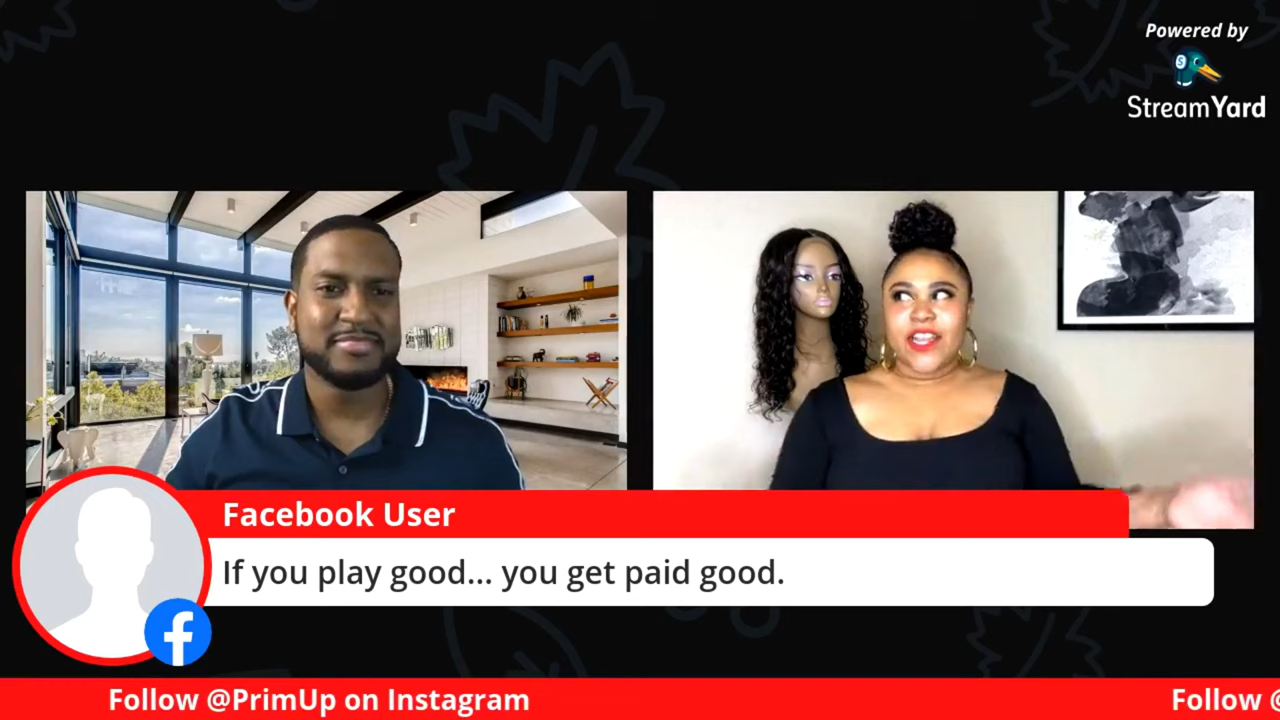 Powered by
StreamYard
Facebook User
If you play good... you get paid good.
Follow @PrimUp on Instagram
Follow @